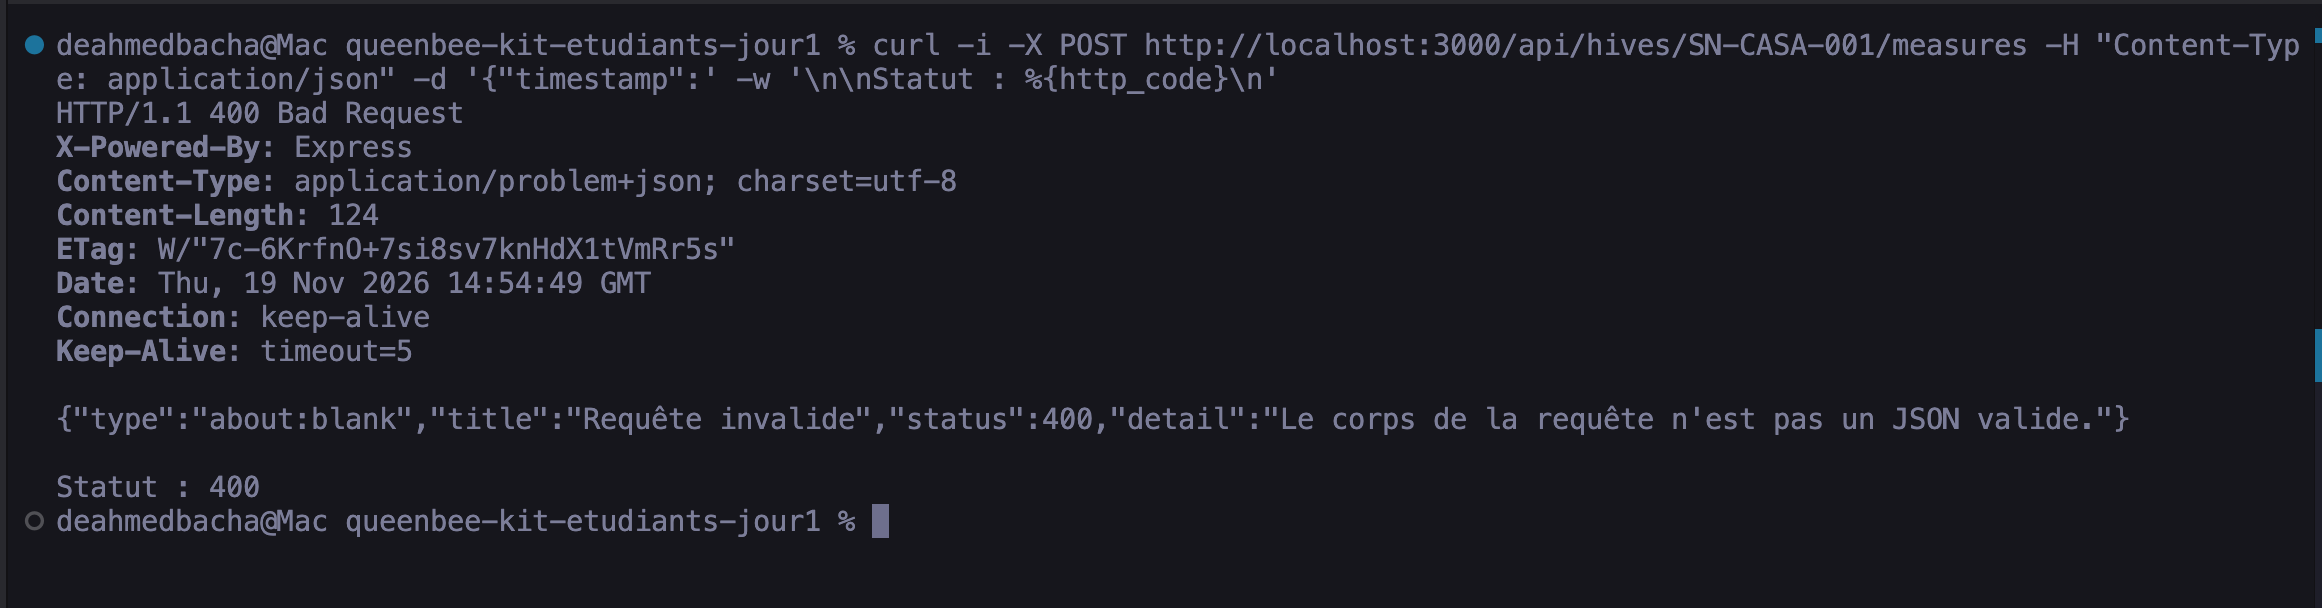 deahmedbacha@Mac queenbee-kit-etudiants-jour1 % curl -i -X POST http://localhost:3000/api/hives/SN-CASA-001/measures -H "Content-Typ
e: application/json" -d '{"timestamp":' -w '\n\nStatut : %{http_code}\n'
HTTP/1.1 400 Bad Request
X-Powered-By: Express
Content-Type: application/problem+json; charset=utf-8
Content-Length: 124
ETag: W/"7c-6KrfnO+7si8sv7knHdX1tVmRr5s"
Date: Thu, 19 Nov 2026 14:54:49 GMT
Connection: keep-alive
Keep-Alive: timeout=5

{"type":"about:blank","title":"Requête invalide","status":400,"detail":"Le corps de la requête n'est pas un JSON valide."}

Statut : 400
deahmedbacha@Mac queenbee-kit-etudiants-jour1 %